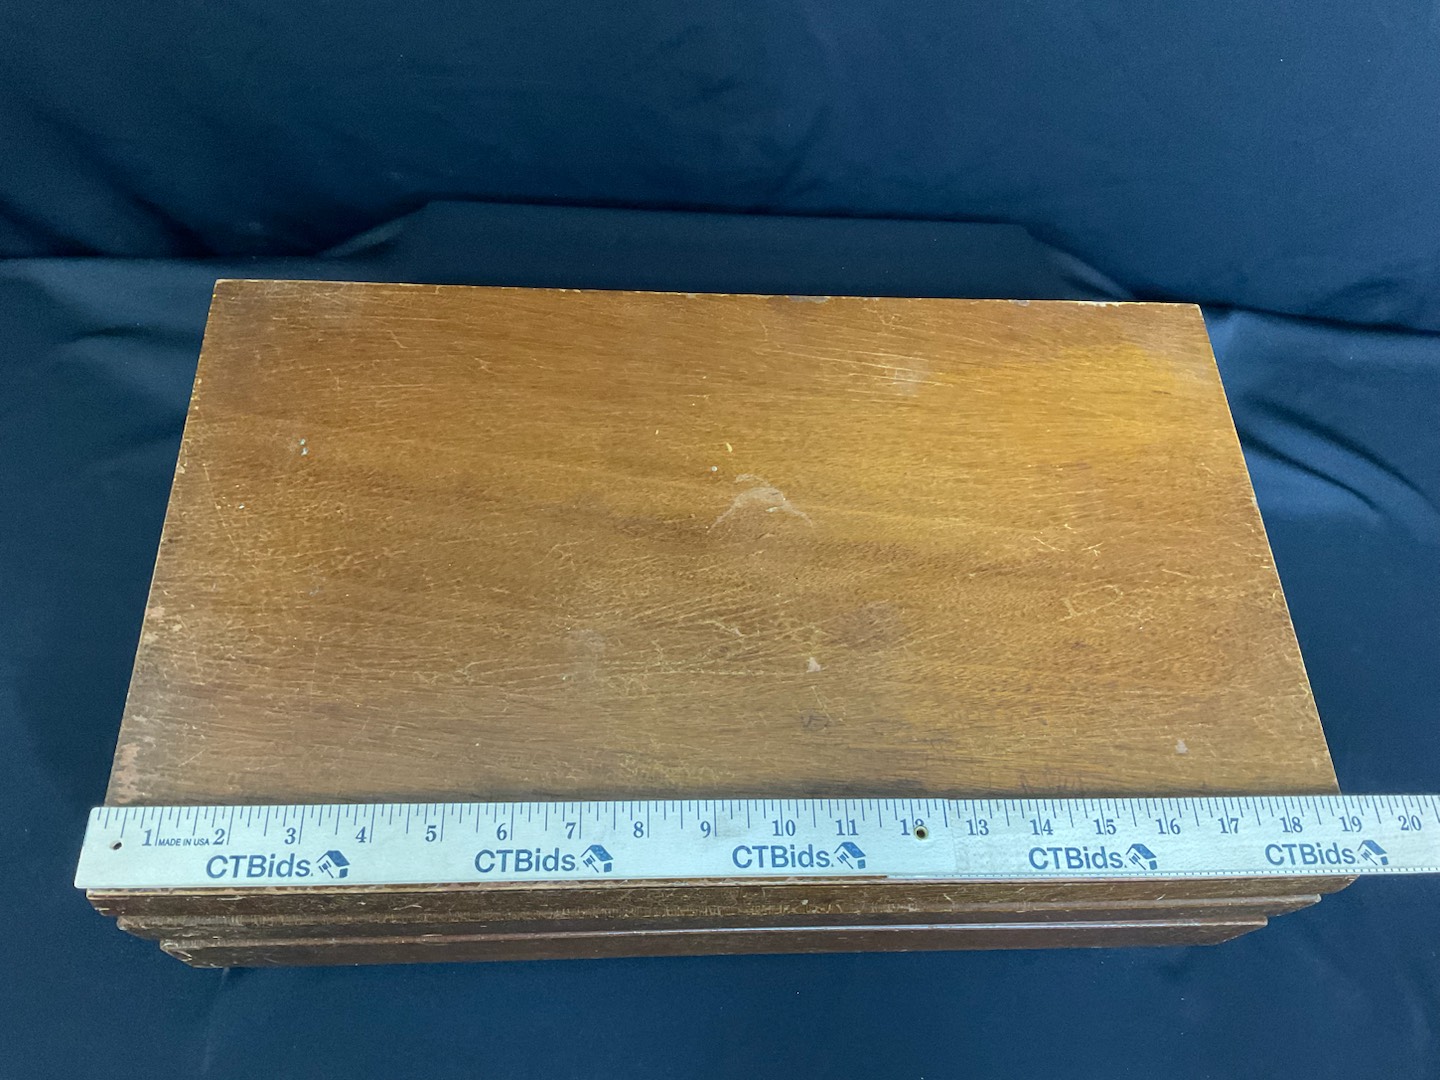 1 MADE IN USA 2 3 4 5 6 7 8 9 10 11 12 13 14 15 16 17 18 19 20
CTBids. CTBids. CTBids. CTBids. CTBids.